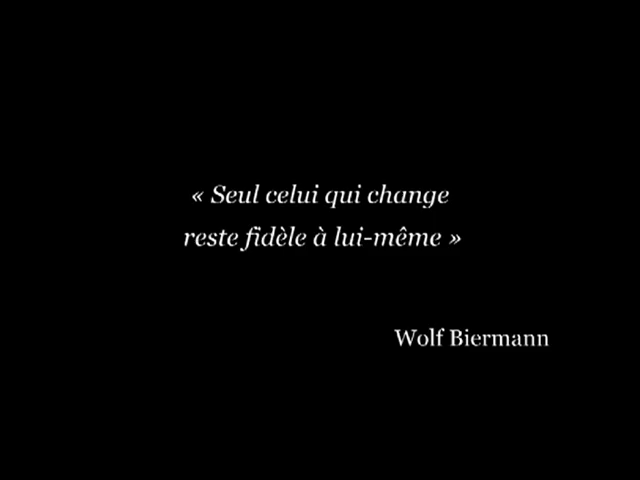 « Seul celui qui change
reste fidèle à lui-même »
Wolf Biermann